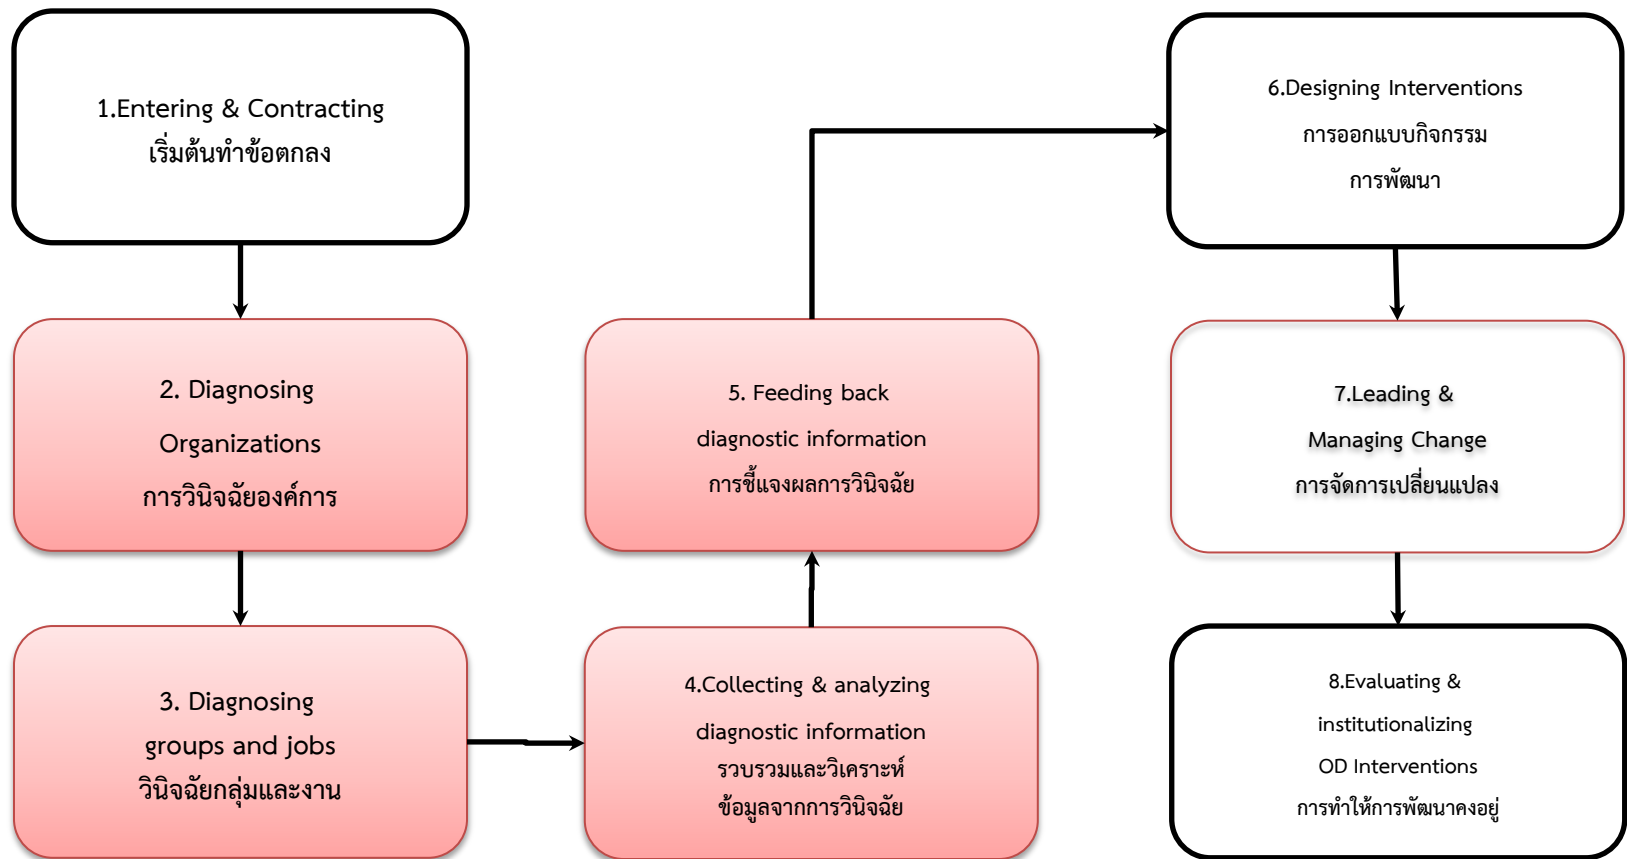 1.Entering & Contracting
เริ่มต้นทำข้อตกลง
2. Diagnosing
Organizations
การวินิจฉัยองค์การ
3. Diagnosing
groups and jobs
วินิจฉัยกลุ่มและงาน
4.Collecting & analyzing
diagnostic information
รวบรวมและวิเคราะห์
ข้อมูลจากการวินิจฉัย
5. Feeding back
diagnostic information
การชี้แจงผลการวินิจฉัย
6.Designing Interventions
การออกแบบกิจกรรม
การพัฒนา
7.Leading &
Managing Change
การจัดการเปลี่ยนแปลง
8.Evaluating &
institutionalizing
OD Interventions
การทำให้การพัฒนาคงอยู่